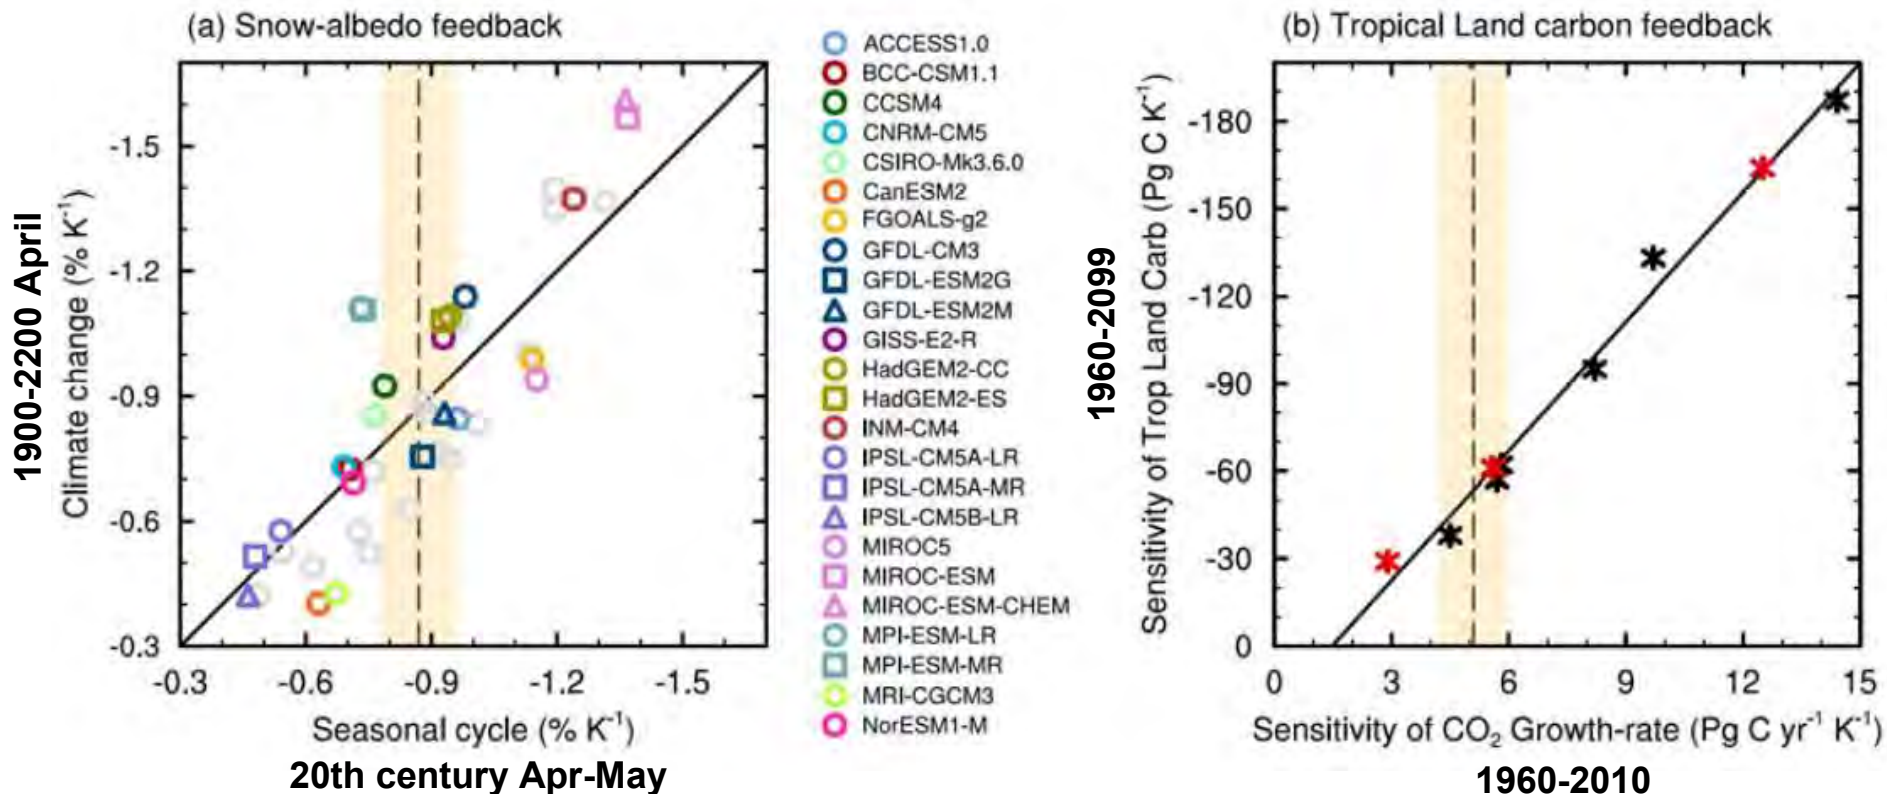 (a) Snow-albedo feedback
1900-2200 April
Climate change (% K⁻¹)
-1.5
-1.2
-0.9
-0.6
-0.3
-0.3 -0.6 -0.9 -1.2 -1.5
Seasonal cycle (% K⁻¹)
20th century Apr-May
ACCESS1.0
BCC-CSM1.1
CCSM4
CNRM-CM5
CSIRO-Mk3.6.0
CanESM2
FGOALS-g2
GFDL-CM3
GFDL-ESM2G
GFDL-ESM2M
GISS-E2-R
HadGEM2-CC
HadGEM2-ES
INM-CM4
IPSL-CM5A-LR
IPSL-CM5A-MR
IPSL-CM5B-LR
MIROC5
MIROC-ESM
MIROC-ESM-CHEM
MPI-ESM-LR
MPI-ESM-MR
MRI-CGCM3
NorESM1-M
(b) Tropical Land carbon feedback
1960-2099
Sensitivity of Trop Land Carb (Pg C K⁻¹)
-180
-150
-120
-90
-60
-30
0
0 3 6 9 12 15
Sensitivity of CO₂ Growth-rate (Pg C yr⁻¹ K⁻¹)
1960-2010